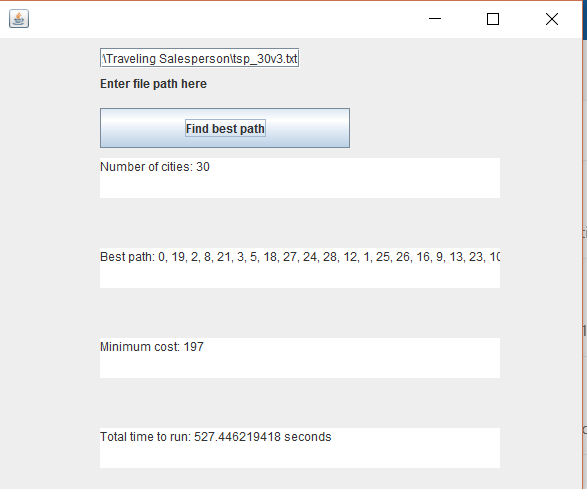 :\Traveling Salesperson\tsp_30v3.txt
Enter file path here
Find best path
Number of cities: 30
Best path: 0, 19, 2, 8, 21, 3, 5, 18, 27, 24, 28, 12, 1, 25, 26, 16, 9, 13, 23, 10
Minimum cost: 197
Total time to run: 527.446219418 seconds